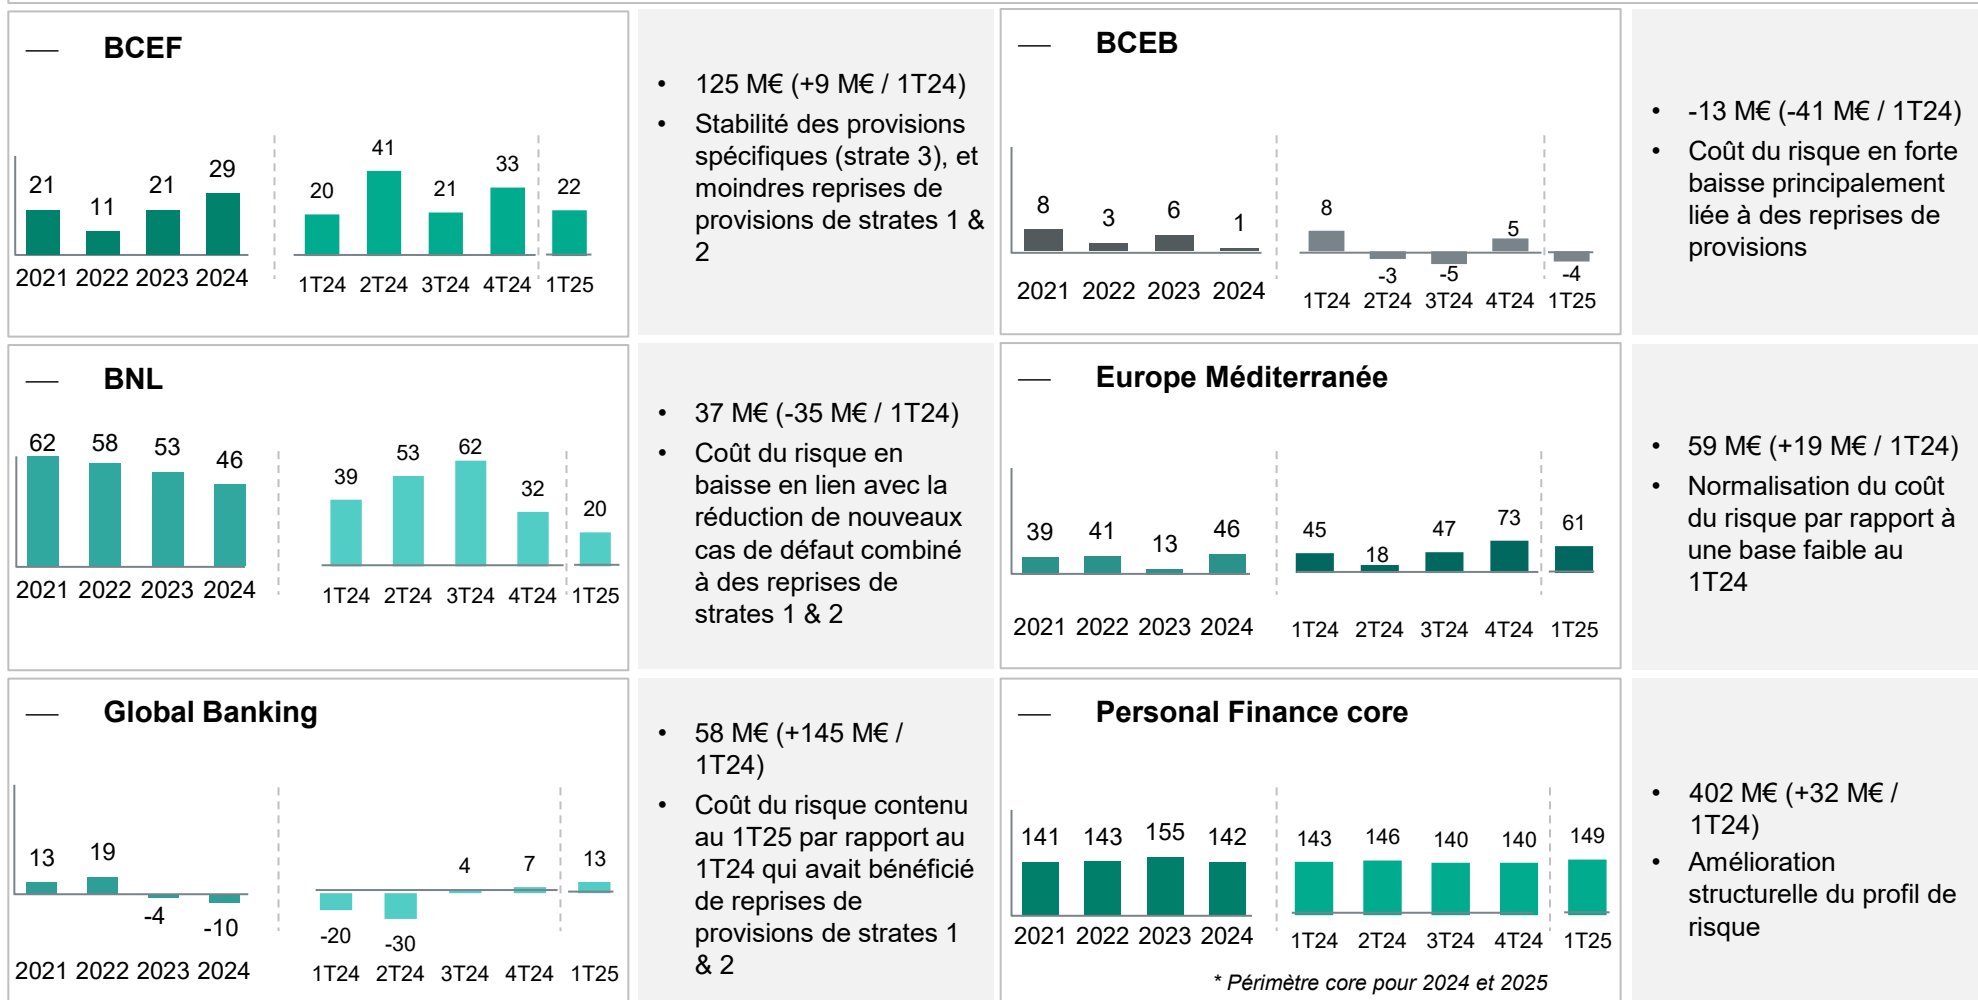 BCEF
21
11
21
29
20
41
21
33
22
2021 2022 2023 2024
1T24 2T24 3T24 4T24 1T25
• 125 M€ (+9 M€ / 1T24)
• Stabilité des provisions
spécifiques (strate 3), et
moindres reprises de
provisions de strates 1 &
2
BCEB
8
3
6
1
8
-3
-5
5
-4
2021 2022 2023 2024
1T24 2T24 3T24 4T24 1T25
• -13 M€ (-41 M€ / 1T24)
• Coût du risque en forte
baisse principalement
liée à des reprises de
provisions
BNL
62
58
53
46
39
53
62
32
20
2021 2022 2023 2024
1T24 2T24 3T24 4T24 1T25
• 37 M€ (-35 M€ / 1T24)
• Coût du risque en
baisse en lien avec la
réduction de nouveaux
cas de défaut combiné
à des reprises de
strates 1 & 2
Europe Méditerranée
39
41
13
46
45
18
47
73
61
2021 2022 2023 2024
1T24 2T24 3T24 4T24 1T25
• 59 M€ (+19 M€ / 1T24)
• Normalisation du coût
du risque par rapport à
une base faible au
1T24
Global Banking
13
19
-4
-10
-20
-30
4
7
13
2021 2022 2023 2024
1T24 2T24 3T24 4T24 1T25
• 58 M€ (+145 M€ /
1T24)
• Coût du risque contenu
au 1T25 par rapport au
1T24 qui avait bénéficié
de reprises de
provisions de strates 1
& 2
Personal Finance core
141
143
155
142
143
146
140
140
149
2021 2022 2023 2024
1T24 2T24 3T24 4T24 1T25
* Périmètre core pour 2024 et 2025
• 402 M€ (+32 M€ /
1T24)
• Amélioration
structurelle du profil de
risque